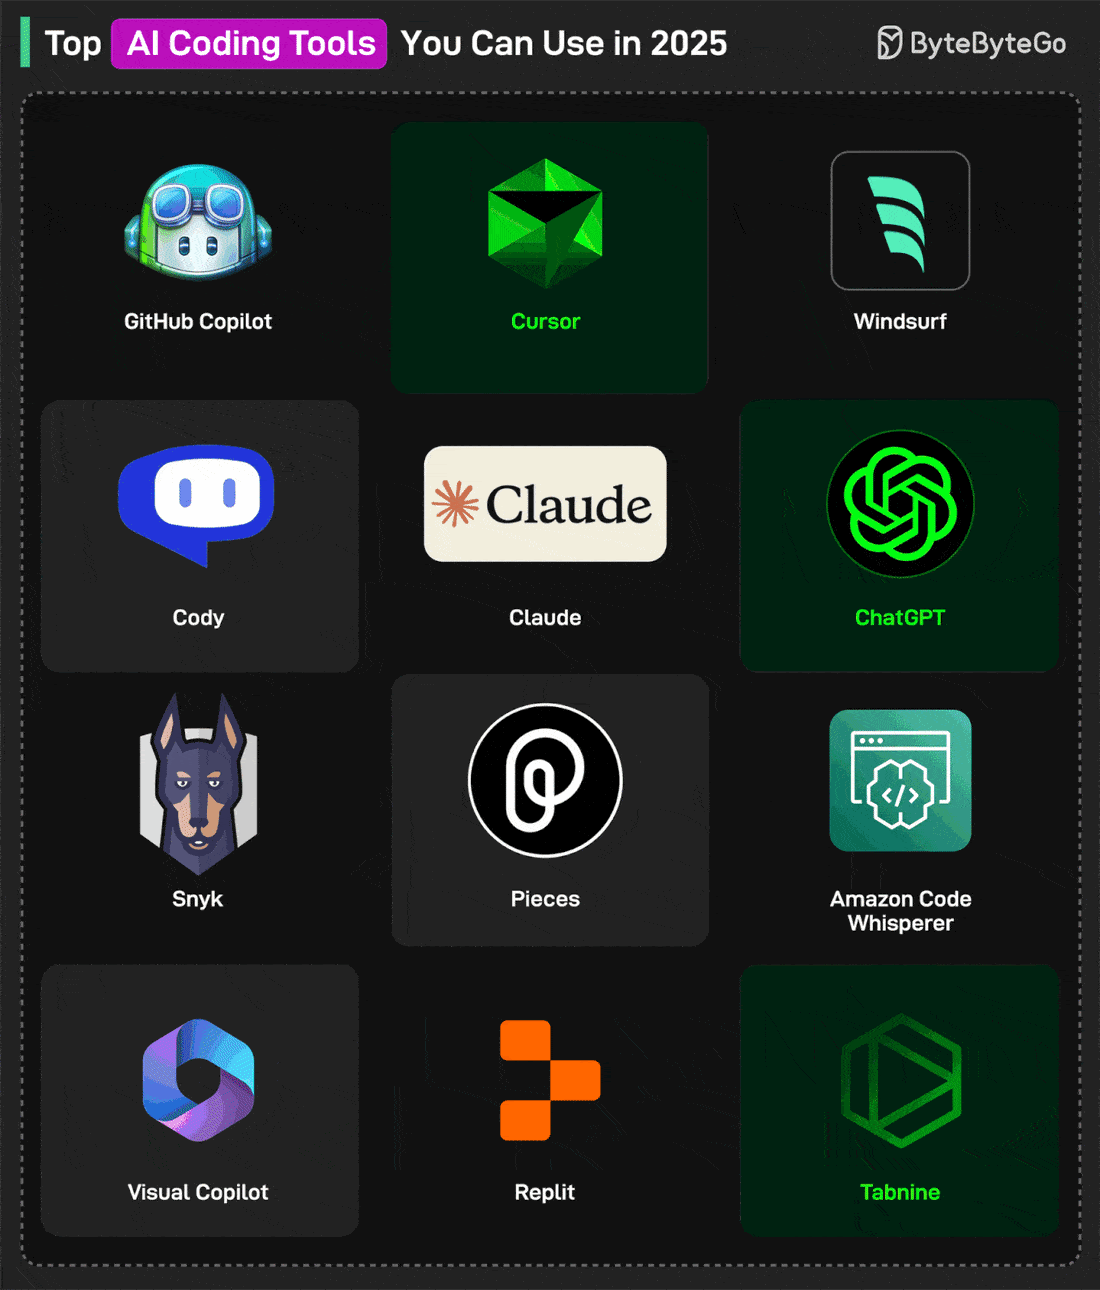 Top AI Coding Tools You Can Use in 2025
ByteByteGo
GitHub Copilot
Cursor
Windsurf
Claude
Cody
Claude
ChatGPT
Snyk
Pieces
Amazon Code
Whisperer
Visual Copilot
Replit
Tabnine